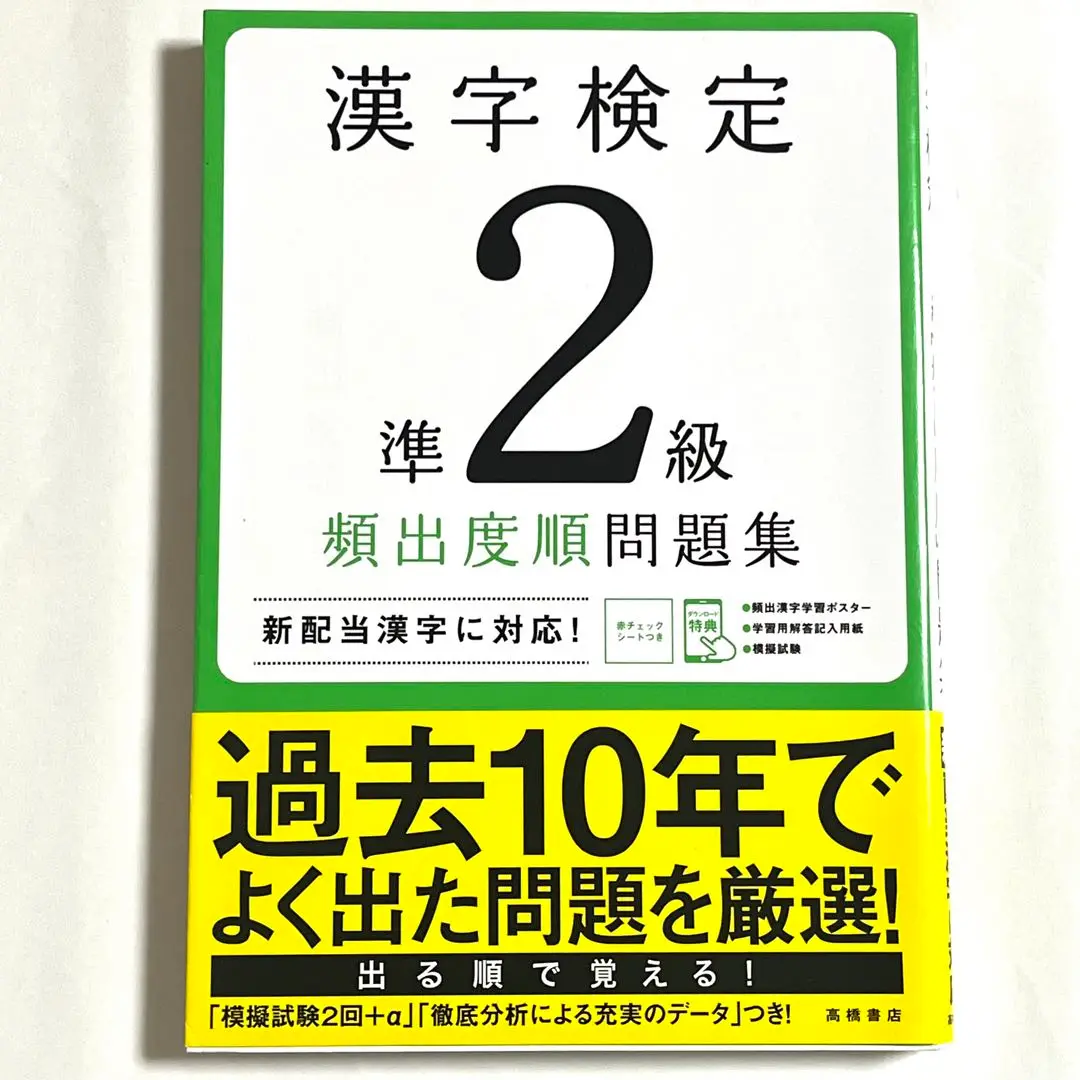 漢字検定
準2級
頻出度順問題集
新配当漢字に対応!
赤チェック
シートつき
ダウンロード
特典
●頻出漢字学習ポスター
●学習用解答記入用紙
●模擬試験
過去10年で
よく出た問題を厳選!
出る順で覚える!
「模擬試験2回+α」「徹底分析による充実のデータ」つき!
高橋書店